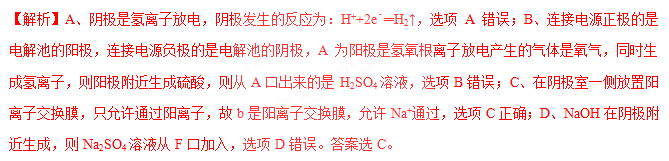 【解析】A、阴极是氢离子放电，阴极发生的反应为：H⁺+2eˉ═H₂↑，选项 A 错误；B、连接电源正极的是
电解池的阳极，连接电源负极的是电解池的阴极，A 为阳极是氢氧根离子放电产生的气体是氧气，同时生
成氢离子，则阳极附近生成硫酸，则从 A 口出来的是 H₂SO₄溶液，选项 B 错误；C、在阴极室一侧放置阳
离子交换膜，只允许通过阳离子，故 b 是阳离子交换膜，允许 Na⁺通过，选项 C 正确；D、NaOH 在阴极附
近生成，则 Na₂SO₄ 溶液从 F 口加入，选项 D 错误。答案选 C。